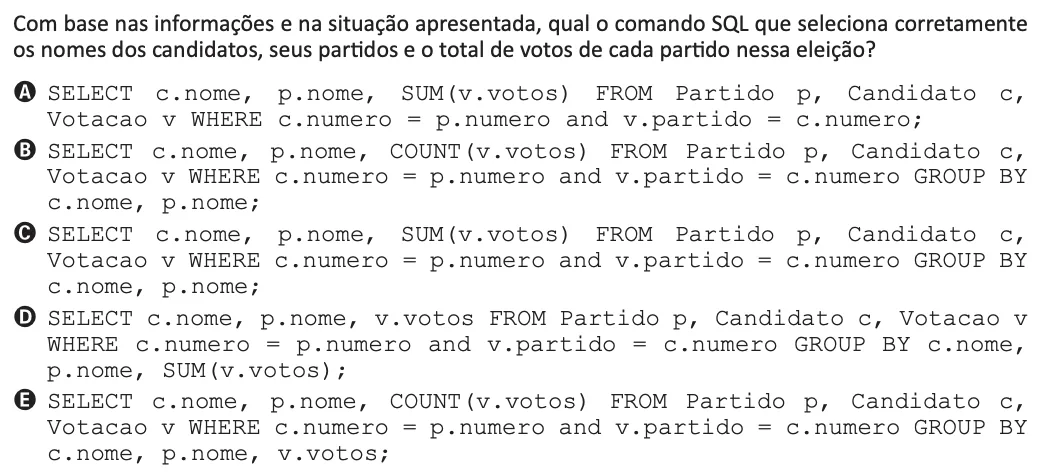 Com base nas informações e na situação apresentada, qual o comando SQL que seleciona corretamente
os nomes dos candidatos, seus partidos e o total de votos de cada partido nessa eleição?
A SELECT c.nome, p.nome, SUM(v.votos) FROM Partido p, Candidato c,
Votacao v WHERE c.numero = p.numero and v.partido = c.numero;
B SELECT c.nome, p.nome, COUNT(v.votos) FROM Partido p, Candidato c,
Votacao v WHERE c.numero = p.numero and v.partido = c.numero GROUP BY
c.nome, p.nome;
C SELECT c.nome, p.nome, SUM(v.votos) FROM Partido p, Candidato c,
Votacao v WHERE c.numero = p.numero and v.partido = c.numero GROUP BY
c.nome, p.nome;
D SELECT c.nome, p.nome, v.votos FROM Partido p, Candidato c, Votacao v
WHERE c.numero = p.numero and v.partido = c.numero GROUP BY c.nome,
p.nome, SUM(v.votos);
E SELECT c.nome, p.nome, COUNT(v.votos) FROM Partido p, Candidato c,
Votacao v WHERE c.numero = p.numero and v.partido = c.numero GROUP BY
c.nome, p.nome, v.votos;